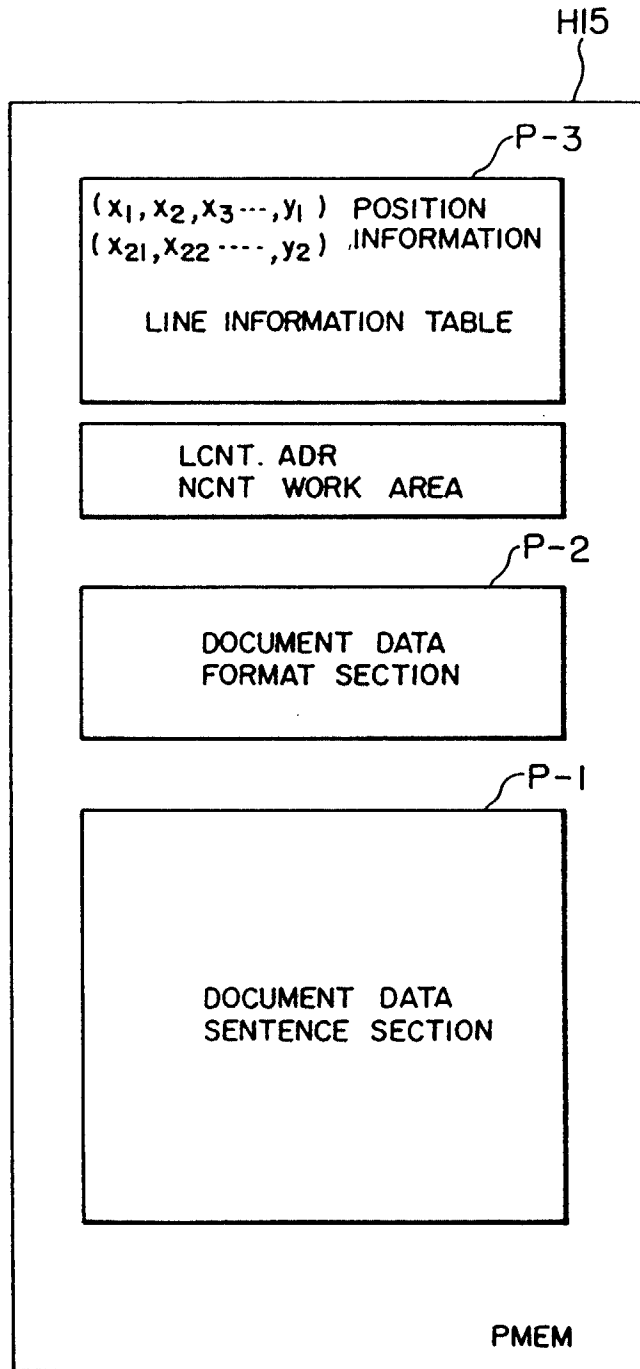 H15
P-3
(x₁, x₂, x₃ ---, y₁) POSITION
(x₂₁, x₂₂ ----, y₂) INFORMATION
LINE INFORMATION TABLE
LCNT. ADR
NCNT WORK AREA
P-2
DOCUMENT DATA
FORMAT SECTION
P-1
DOCUMENT DATA
SENTENCE SECTION
PMEM